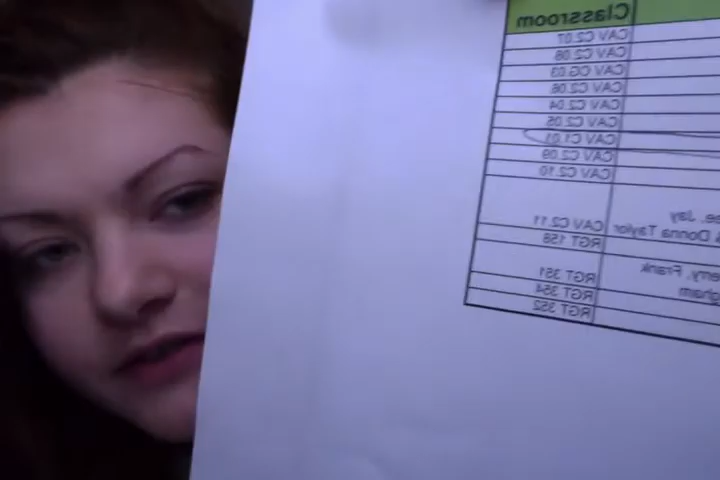 Classroom
CAV C2.07
CAV C2.08
CAV CG.03
CAV C2.06
CAV C2.04
CAV C2.05
CAV C1.01
CAV C2.09
CAV C2.10
Jay
Donna Taylor CAV C2.11
RGT 158
Frank RGT 351
RGT 354
RGT 352